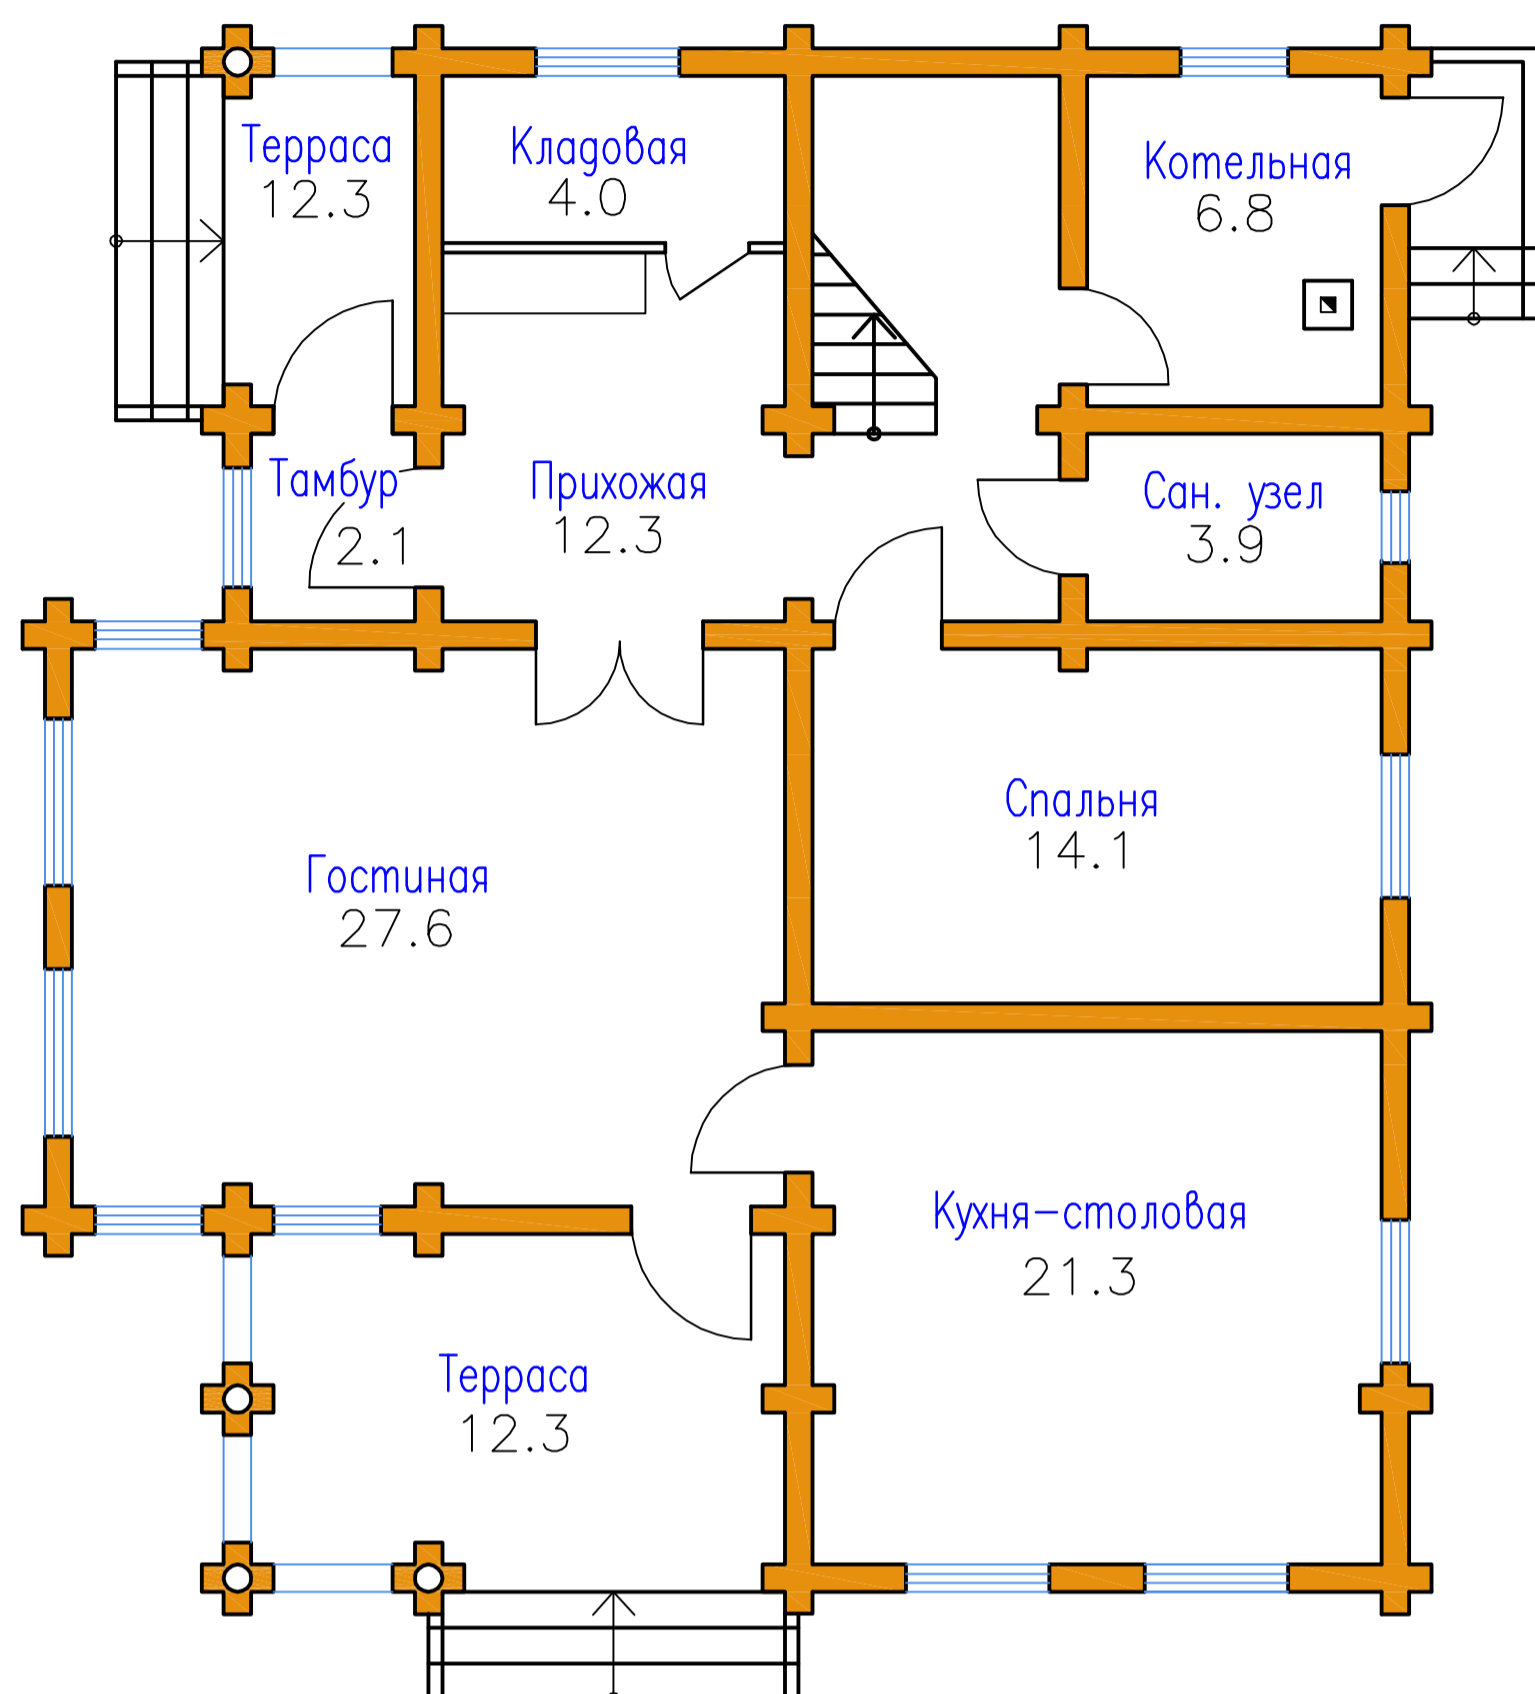 Терраса
12.3
Кладовая
4.0
Котельная
6.8
Тамбур
2.1
Прихожая
12.3
Сан. узел
3.9
Спальня
14.1
Гостиная
27.6
Кухня-столовая
21.3
Терраса
12.3